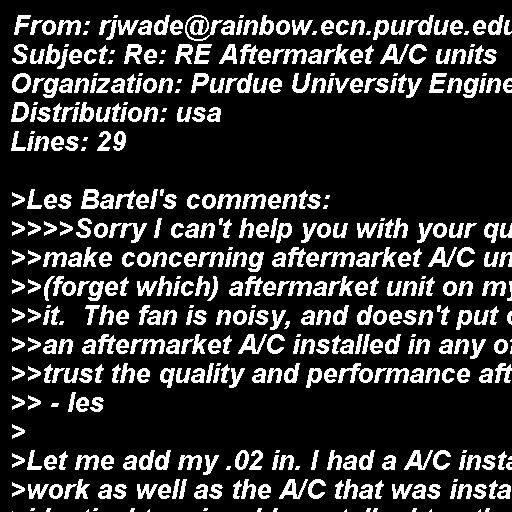 From: rjwade@rainbow.ecn.purdue.edu
Subject: Re: RE Aftermarket A/C units
Organization: Purdue University Engine
Distribution: usa
Lines: 29

>Les Bartel's comments:
>>>>Sorry I can't help you with your qu
>>make concerning aftermarket A/C un
>>(forget which) aftermarket unit on my
>>it.  The fan is noisy, and doesn't put
>>an aftermarket A/C installed in any of
>>trust the quality and performance aft
>> - les
>
>Let me add my .02 in. I had a A/C insta
>work as well as the A/C that was insta